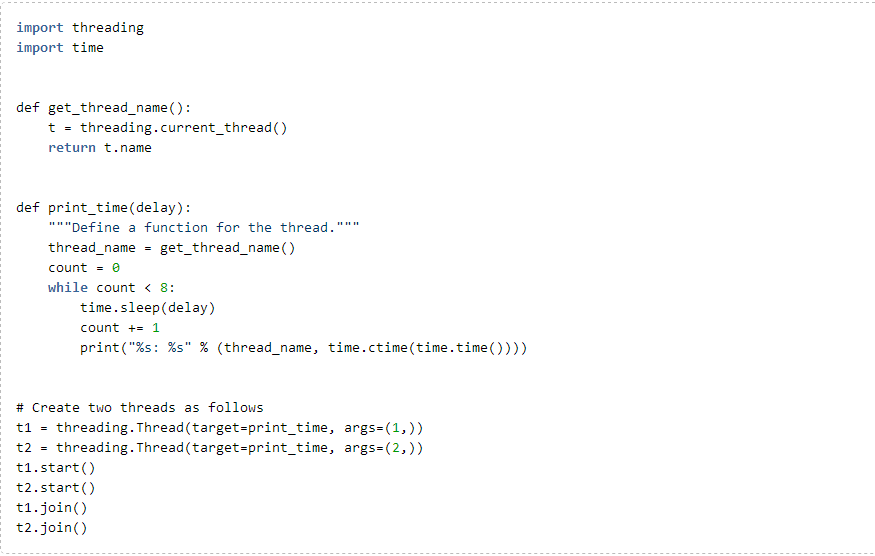 import threading
import time
def get_thread_name():
    t = threading.current_thread()
    return t.name
def print_time(delay):
    """Define a function for the thread."""
    thread_name = get_thread_name()
    count = 0
    while count < 8:
        time.sleep(delay)
        count += 1
        print("%s: %s" % (thread_name, time.ctime(time.time())))
# Create two threads as follows
t1 = threading.Thread(target=print_time, args=(1,))
t2 = threading.Thread(target=print_time, args=(2,))
t1.start()
t2.start()
t1.join()
t2.join()